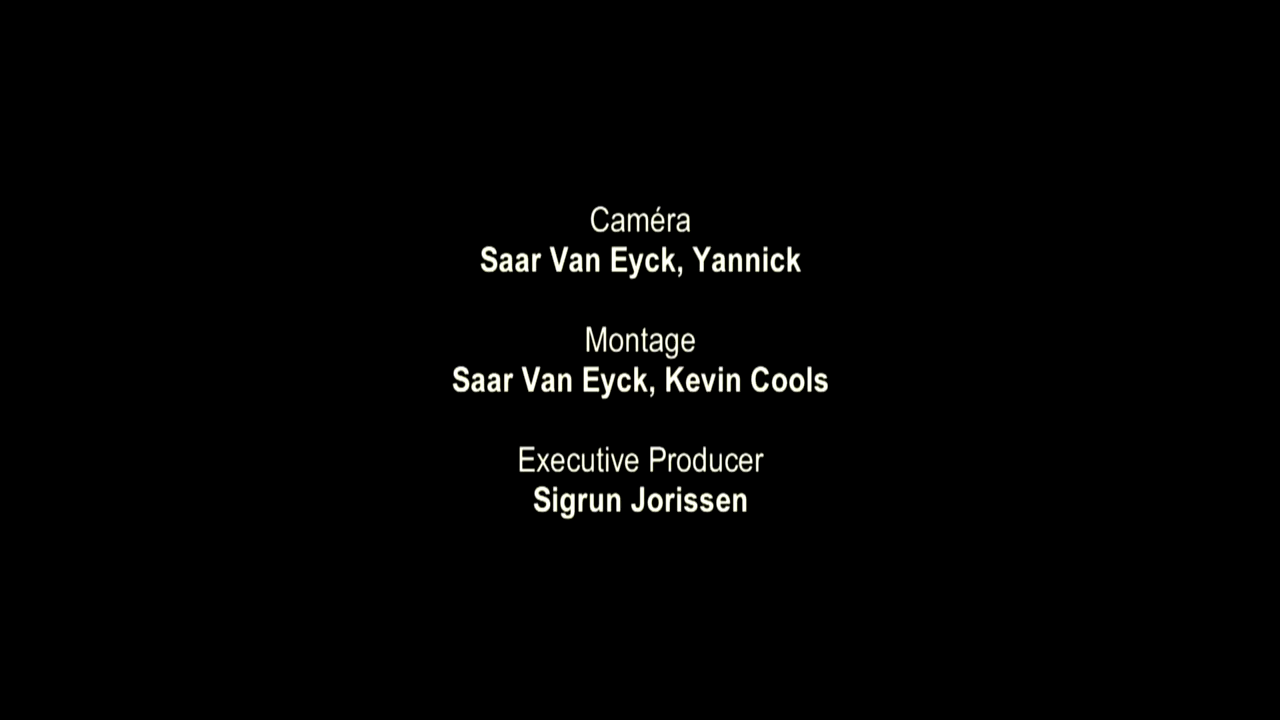 Caméra
Saar Van Eyck, Yannick
Montage
Saar Van Eyck, Kevin Cools
Executive Producer
Sigrun Jorissen